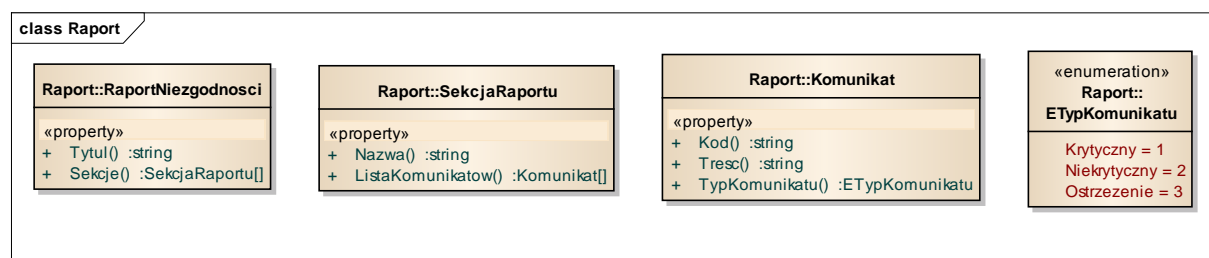 class Raport
Raport::RaportNiezgodnosci
«property»
+ Tytul() :string
+ Sekcje() :SekcjaRaportu[]
Raport::SekcjaRaportu
«property»
+ Nazwa() :string
+ ListaKomunikatow() :Komunikat[]
Raport::Komunikat
«property»
+ Kod() :string
+ Tresc() :string
+ TypKomunikatu() :ETypKomunikatu
«enumeration»
Raport::
ETypKomunikatu
Krytyczny = 1
Niekrytyczny = 2
Ostrzezenie = 3